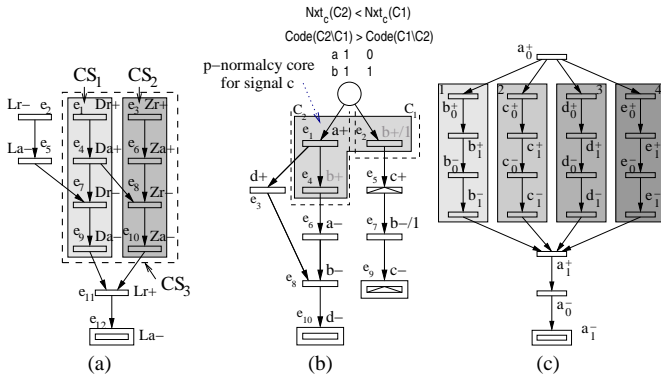 CS₁ CS₂
Lr− e₂ e₁ Dr+ e₃ Zr+
La− e₅ e₄ Da+ e₆ Za+
e₇ Dr− e₈ Zr−
e₉ Da− e₁₀ Za−
CS₃
e₁₁ Lr+
e₁₂ La−
(a)
Nxt_c(C2) < Nxt_c(C1)
Code(C2\C1) > Code(C1\C2)
a 1 0
b 1 1
p−normalcy core
for signal c
C₂ C₁
e₁ a+ e₂ b+/1
d+ e₃ e₄ b+ e₅ c+
e₆ a− e₇ b−/1
e₈ b− e₉ c−
e₁₀ d−
(b)
a₀⁺
1 2 3 4
b₀⁺ c₀⁺ d₀⁺ e₀⁺
b₁⁺ c₁⁺ d₁⁺ e₁⁺
b₀⁻ c₀⁻ d₀⁻ e₀⁻
b₁⁻ c₁⁻ d₁⁻ e₁⁻
a₁⁺
a₀⁻
a₁⁻
(c)